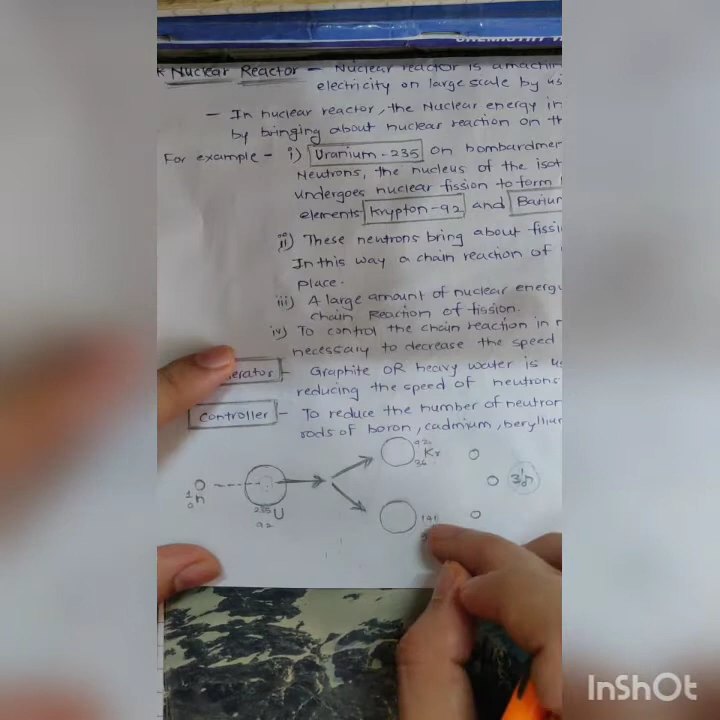 * Nuclear Reactor - Nuclear reactor is a machin
electricity on large scale by us
- In nuclear reactor, the Nuclear energy in
by bringing about nuclear reaction on th
For example - i) Uranium-235 on bombardmen
Neutrons, the nucleus of the isot
undergoes nuclear fission to form
elements Krypton-92 and Barium
ii) These neutrons bring about fissi
In this way a chain reaction of
place.
iii) A large amount of nuclear energy
chain Reaction of fission.
iv) To control the chain reaction in
necessary to decrease the speed
erator - Graphite OR heavy water is us
reducing the speed of neutrons
Controller - To reduce the number of neutron
rods of boron, cadmium, beryllium
92
36 Kr
1
0 n
3 1 0 n
235
92 U
141
InShOt